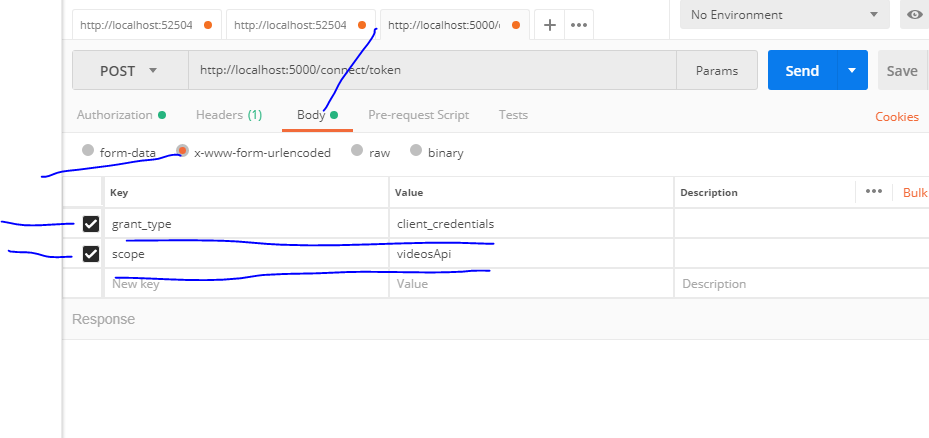 http://localhost:52504 http://localhost:52504 http://localhost:5000/ No Environment
POST http://localhost:5000/connect/token Params Send Save
Authorization Headers (1) Body Pre-request Script Tests Cookies
form-data x-www-form-urlencoded raw binary
Key Value Description Bulk
grant_type client_credentials
scope videosApi
New key Value Description
Response